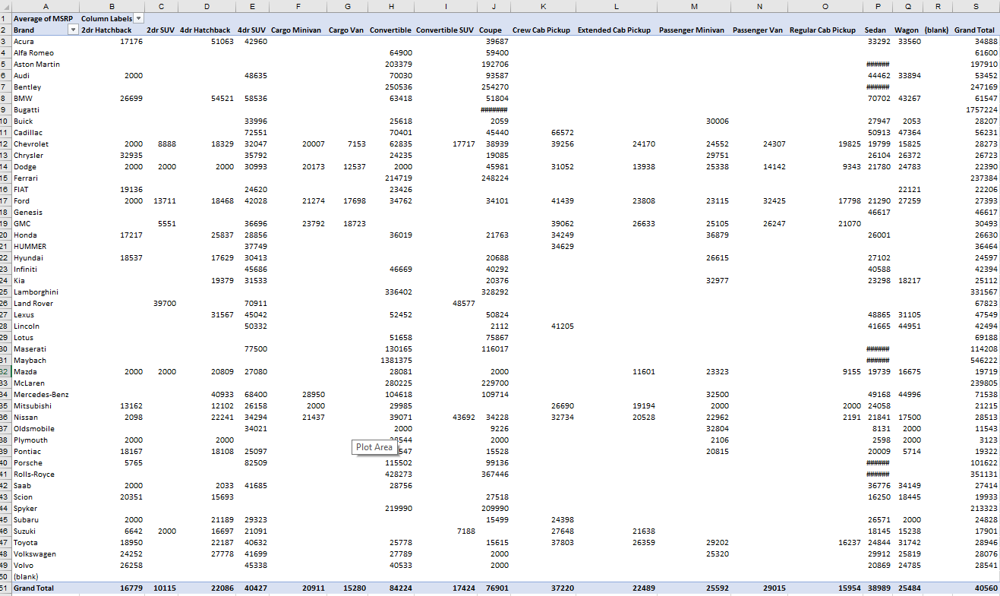 A B C D E F G H I J K L M N O P Q R S
1 Average of MSRP Column Labels
2 Brand 2dr Hatchback 2dr SUV 4dr Hatchback 4dr SUV Cargo Minivan Cargo Van Convertible Convertible SUV Coupe Crew Cab Pickup Extended Cab Pickup Passenger Minivan Passenger Van Regular Cab Pickup Sedan Wagon (blank) Grand Total
3 Acura 17176 51063 42960 39687 33292 33560 34888
4 Alfa Romeo 64900 59400 61600
5 Aston Martin 203379 192706 ###### 197910
6 Audi 2000 48635 70030 93587 44462 33894 53452
7 Bentley 250536 254270 ###### 247169
8 BMW 26699 54521 58536 63418 51804 70702 43267 61547
9 Bugatti ####### 1757224
10 Buick 33996 25618 2059 30006 27947 2053 28207
11 Cadillac 72551 70401 45440 66572 50913 47364 56231
12 Chevrolet 2000 8888 18329 32047 20007 7153 62835 17717 38939 39256 24170 24552 24307 19825 19799 15825 28273
13 Chrysler 32935 35792 24235 19085 29751 26104 26372 26723
14 Dodge 2000 2000 2000 30993 20173 12537 2000 45981 31052 13938 25338 14142 9343 21780 24783 22390
15 Ferrari 214719 248224 237384
16 FIAT 19136 24620 23426 22121 22206
17 Ford 2000 13711 18468 42028 21274 17698 34762 34101 41439 23808 23115 32425 17798 21290 27259 27393
18 Genesis 46617 46617
19 GMC 5551 36696 23792 18723 39062 26633 25105 26247 21070 30493
20 Honda 17217 25837 28856 36019 21763 34249 36879 26001 26630
21 HUMMER 37749 34629 36464
22 Hyundai 18537 17629 30413 20688 26615 27102 24597
23 Infiniti 45686 46669 40292 40588 42394
24 Kia 19379 31533 20376 32977 23298 18217 25112
25 Lamborghini 336402 328292 331567
26 Land Rover 39700 70911 48577 67823
27 Lexus 31567 45042 52452 50824 48865 31105 47549
28 Lincoln 50332 2112 41205 41665 44951 42494
29 Lotus 51658 75867 69188
30 Maserati 77500 130165 116017 ###### 114208
31 Maybach 1381375 ###### 546222
32 Mazda 2000 2000 20809 27080 28081 2000 11601 23323 9155 19739 16675 19719
33 McLaren 280225 229700 239805
34 Mercedes-Benz 40933 68400 28950 104618 109714 32500 49168 44996 71538
35 Mitsubishi 13162 12102 26158 2000 29985 26690 19194 2000 2000 24058 21215
36 Nissan 2098 22241 34294 21437 39071 43692 34228 32734 20528 22962 2191 21841 17500 28513
37 Oldsmobile 34021 2000 9226 32804 8131 2000 11543
38 Plymouth 2000 2000 2000 2106 2598 2000 3123
Plot Area
39 Pontiac 18167 18108 25097 15528 20815 20009 5714 19322
40 Porsche 5765 82509 115502 99136 ###### 101622
41 Rolls-Royce 428273 367446 ###### 351131
42 Saab 2000 2033 41685 28756 36776 34149 27414
43 Scion 20351 15693 27518 16250 18445 19933
44 Spyker 219990 209990 213323
45 Subaru 2000 21189 29323 15499 24398 26571 2000 24828
46 Suzuki 6642 2000 16697 21091 7188 27648 21638 18145 15238 17901
47 Toyota 18950 22187 40632 25778 15615 37803 26359 29202 16237 24844 31742 28946
48 Volkswagen 24252 27778 41699 27789 2000 25320 29912 25819 28076
49 Volvo 26258 45338 40533 2000 20869 24785 28541
50 (blank)
51 Grand Total 16779 10115 22086 40427 20911 15280 84224 17424 76901 37220 22489 25592 29015 15954 38989 25484 40560